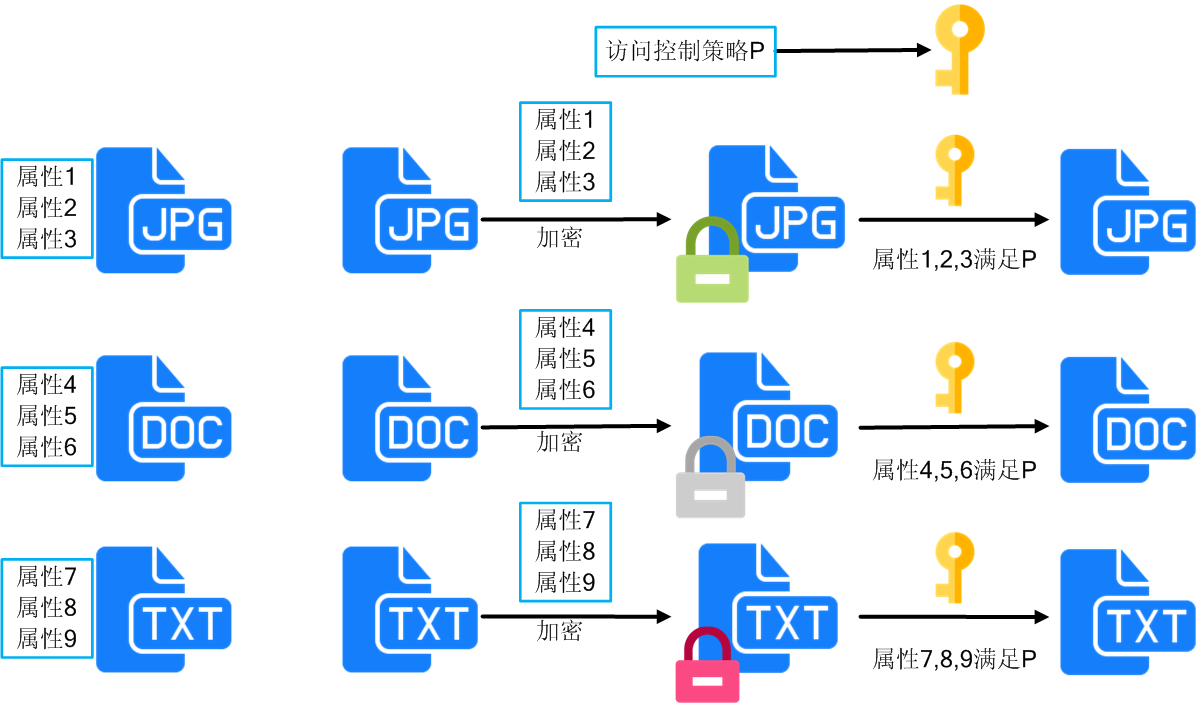 访问控制策略P
属性1
属性2
属性3
JPG
JPG
属性1
属性2
属性3
加密
JPG
属性1,2,3满足P
JPG
属性4
属性5
属性6
DOC
DOC
属性4
属性5
属性6
加密
DOC
属性4,5,6满足P
DOC
属性7
属性8
属性9
TXT
TXT
属性7
属性8
属性9
加密
TXT
属性7,8,9满足P
TXT